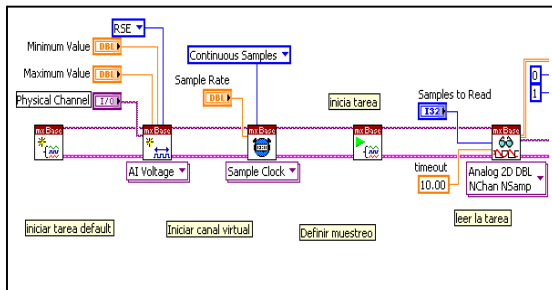 RSE
Minimum Value
DBL
Continuous Samples
0
Maximum Value
DBL
Sample Rate
Samples to Read
1
Physical Channel
I/O
DBL
inicia tarea
I32
mxBase
mxBase
mxBase
mxBase
mxBase
timeout
AI Voltage
Sample Clock
10.00
Analog 2D DBL
NChan NSamp
iniciar tarea default
Iniciar canal virtual
Definir muestreo
leer la tarea